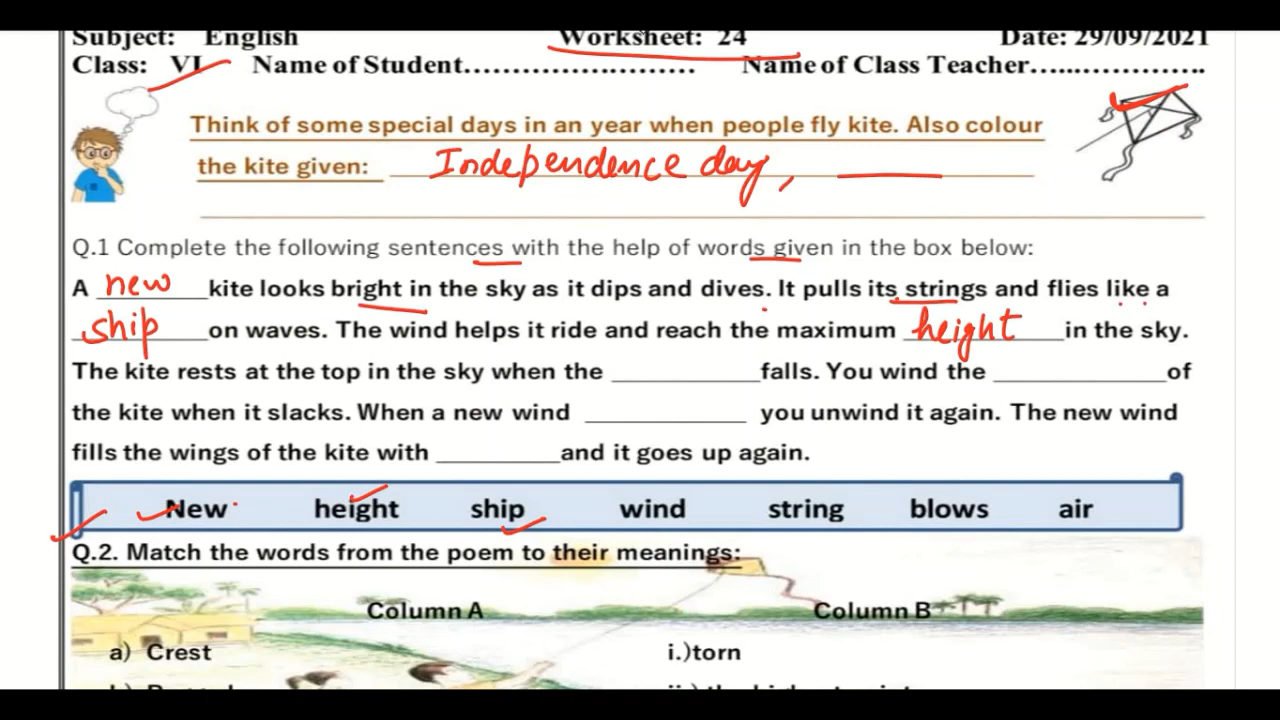 Subject: English Worksheet: 24 Date: 29/09/2021
Class: VI Name of Student........................ Name of Class Teacher..................
Think of some special days in an year when people fly kite. Also colour
the kite given: Independence day, ______
Q.1 Complete the following sentences with the help of words given in the box below:
A new kite looks bright in the sky as it dips and dives. It pulls its strings and flies like a
ship on waves. The wind helps it ride and reach the maximum height in the sky.
The kite rests at the top in the sky when the ____________falls. You wind the ______________of
the kite when it slacks. When a new wind _____________ you unwind it again. The new wind
fills the wings of the kite with __________and it goes up again.
New height ship wind string blows air
Q.2. Match the words from the poem to their meanings:
Column A Column B
a) Crest i.)torn